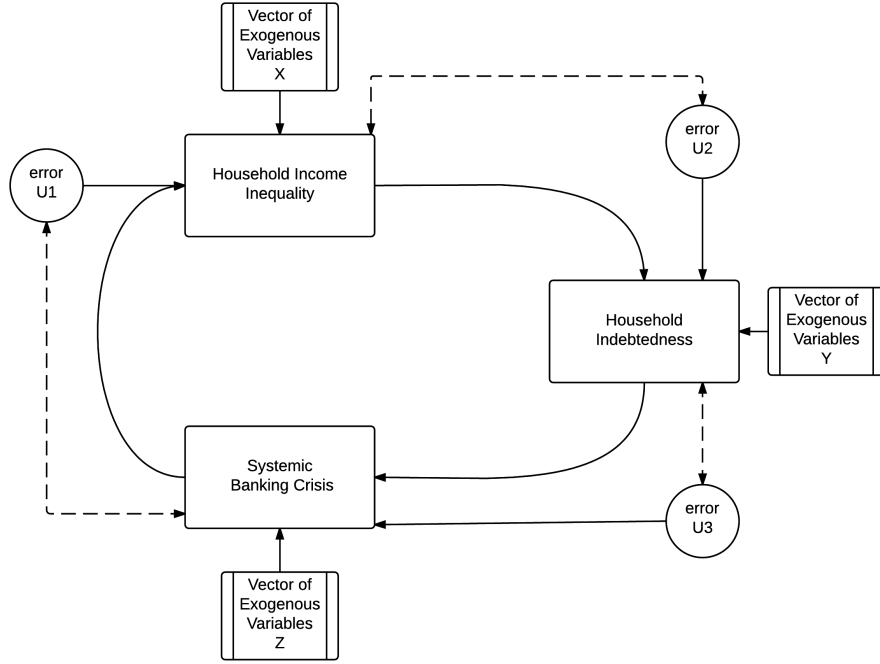 Vector of
Exogenous
Variables
X
error
U2
error
U1
Household Income
Inequality
Household
Indebtedness
Vector of
Exogenous
Variables
Y
Systemic
Banking Crisis
error
U3
Vector of
Exogenous
Variables
Z